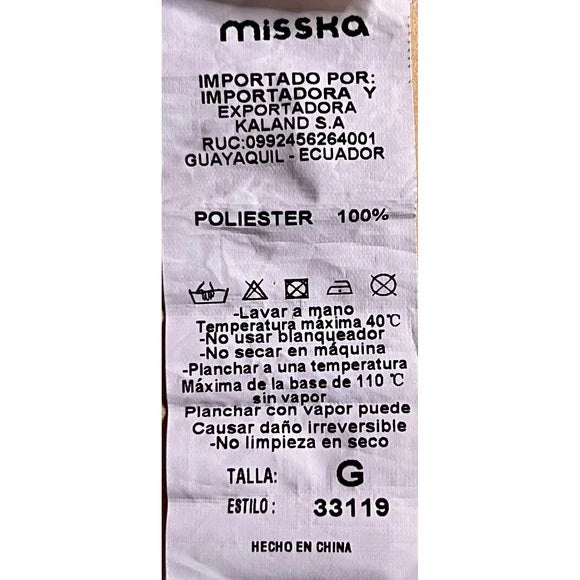 misska
IMPORTADO POR:
IMPORTADORA Y
EXPORTADORA
KALAND S.A
RUC:0992456264001
GUAYAQUIL - ECUADOR
POLIESTER 100%
-Lavar a mano
Temperatura máxima 40℃
-No usar blanqueador
-No secar en máquina
-Planchar a una temperatura
Máxima de la base de 110 ℃
sin vapor
Planchar con vapor puede
Causar daño irreversible
-No limpieza en seco
TALLA: G
ESTILO: 33119
HECHO EN CHINA